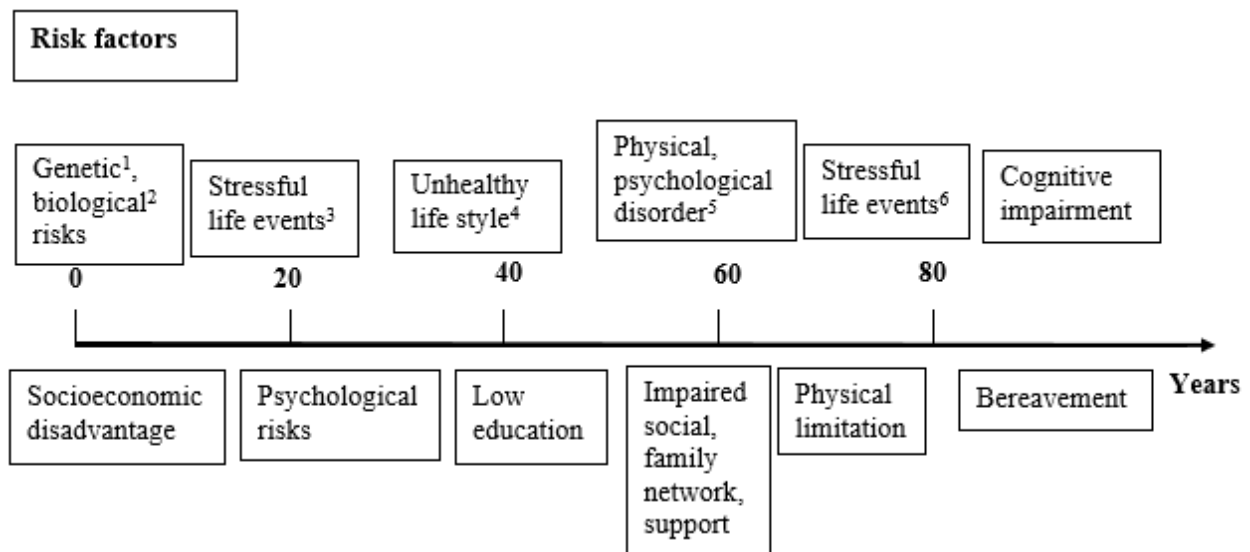 Risk factors
Genetic¹,
biological²
risks
Stressful
life events³
Unhealthy
life style⁴
Physical,
psychological
disorder⁵
Stressful
life events⁶
Cognitive
impairment
0
20
40
60
80
Years
Socioeconomic
disadvantage
Psychological
risks
Low
education
Impaired
social,
family
network,
support
Physical
limitation
Bereavement